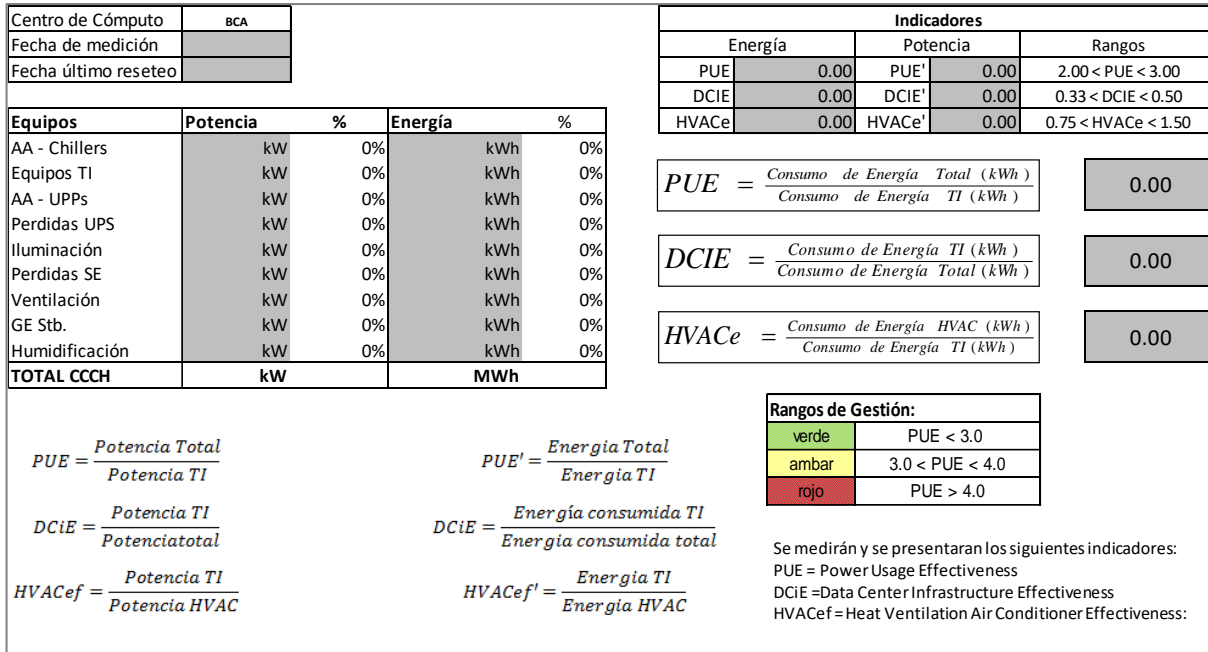 Centro de Cómputo BCA
Fecha de medición
Fecha último reseteo
Indicadores
Energía Potencia Rangos
PUE 0.00 PUE' 0.00 2.00 < PUE < 3.00
DCIE 0.00 DCIE' 0.00 0.33 < DCIE < 0.50
HVACe 0.00 HVACe' 0.00 0.75 < HVACe < 1.50
Equipos Potencia % Energía %
AA - Chillers kW 0% kWh 0%
Equipos TI kW 0% kWh 0%
AA - UPPs kW 0% kWh 0%
Perdidas UPS kW 0% kWh 0%
Iluminación kW 0% kWh 0%
Perdidas SE kW 0% kWh 0%
Ventilación kW 0% kWh 0%
GE Stb. kW 0% kWh 0%
Humidificación kW 0% kWh 0%
TOTAL CCCH kW MWh
PUE = Consumo de Energía Total (kWh) / Consumo de Energía TI (kWh) 0.00
DCIE = Consumo de Energía TI (kWh) / Consumo de Energía Total (kWh) 0.00
HVACe = Consumo de Energía HVAC (kWh) / Consumo de Energía TI (kWh) 0.00
PUE = Potencia Total / Potencia TI
PUE' = Energia Total / Energia TI
DCiE = Potencia TI / Potenciatotal
DCiE = Energía consumida TI / Energia consumida total
HVACef = Potencia TI / Potencia HVAC
HVACef' = Energia TI / Energia HVAC
Rangos de Gestión:
verde PUE < 3.0
ambar 3.0 < PUE < 4.0
rojo PUE > 4.0
Se medirán y se presentaran los siguientes indicadores:
PUE = Power Usage Effectiveness
DCiE =Data Center Infrastructure Effectiveness
HVACef =Heat Ventilation Air Conditioner Effectiveness: